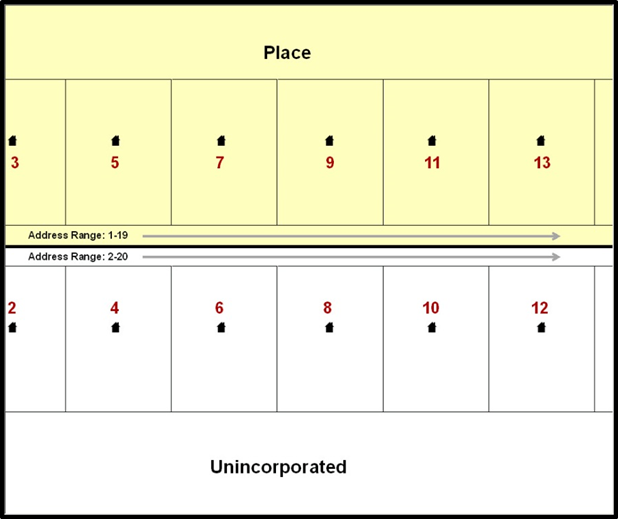 Place
3 5 7 9 11 13
Address Range: 1-19
Address Range: 2-20
2 4 6 8 10 12
Unincorporated